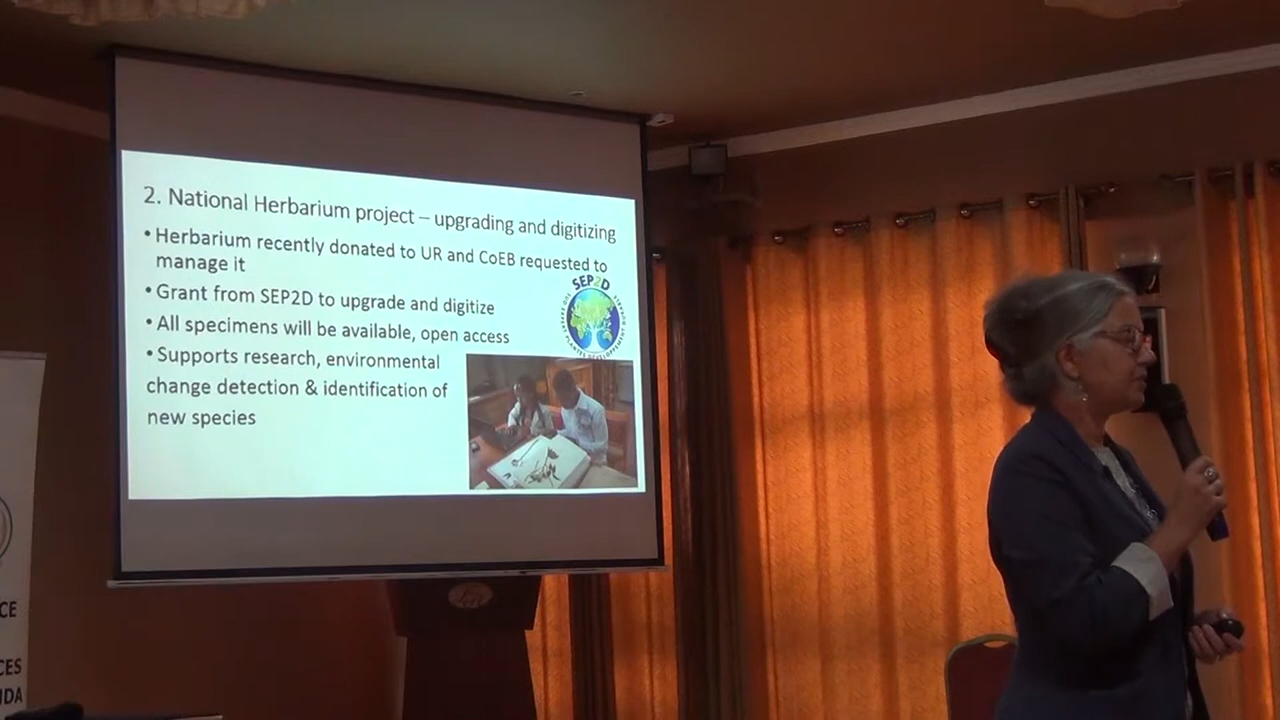 2. National Herbarium project – upgrading and digitizing
• Herbarium recently donated to UR and CoEB requested to
manage it
• Grant from SEP2D to upgrade and digitize
• All specimens will be available, open access
• Supports research, environmental
change detection & identification of
new species
SEP2D
CE
CES
NDA